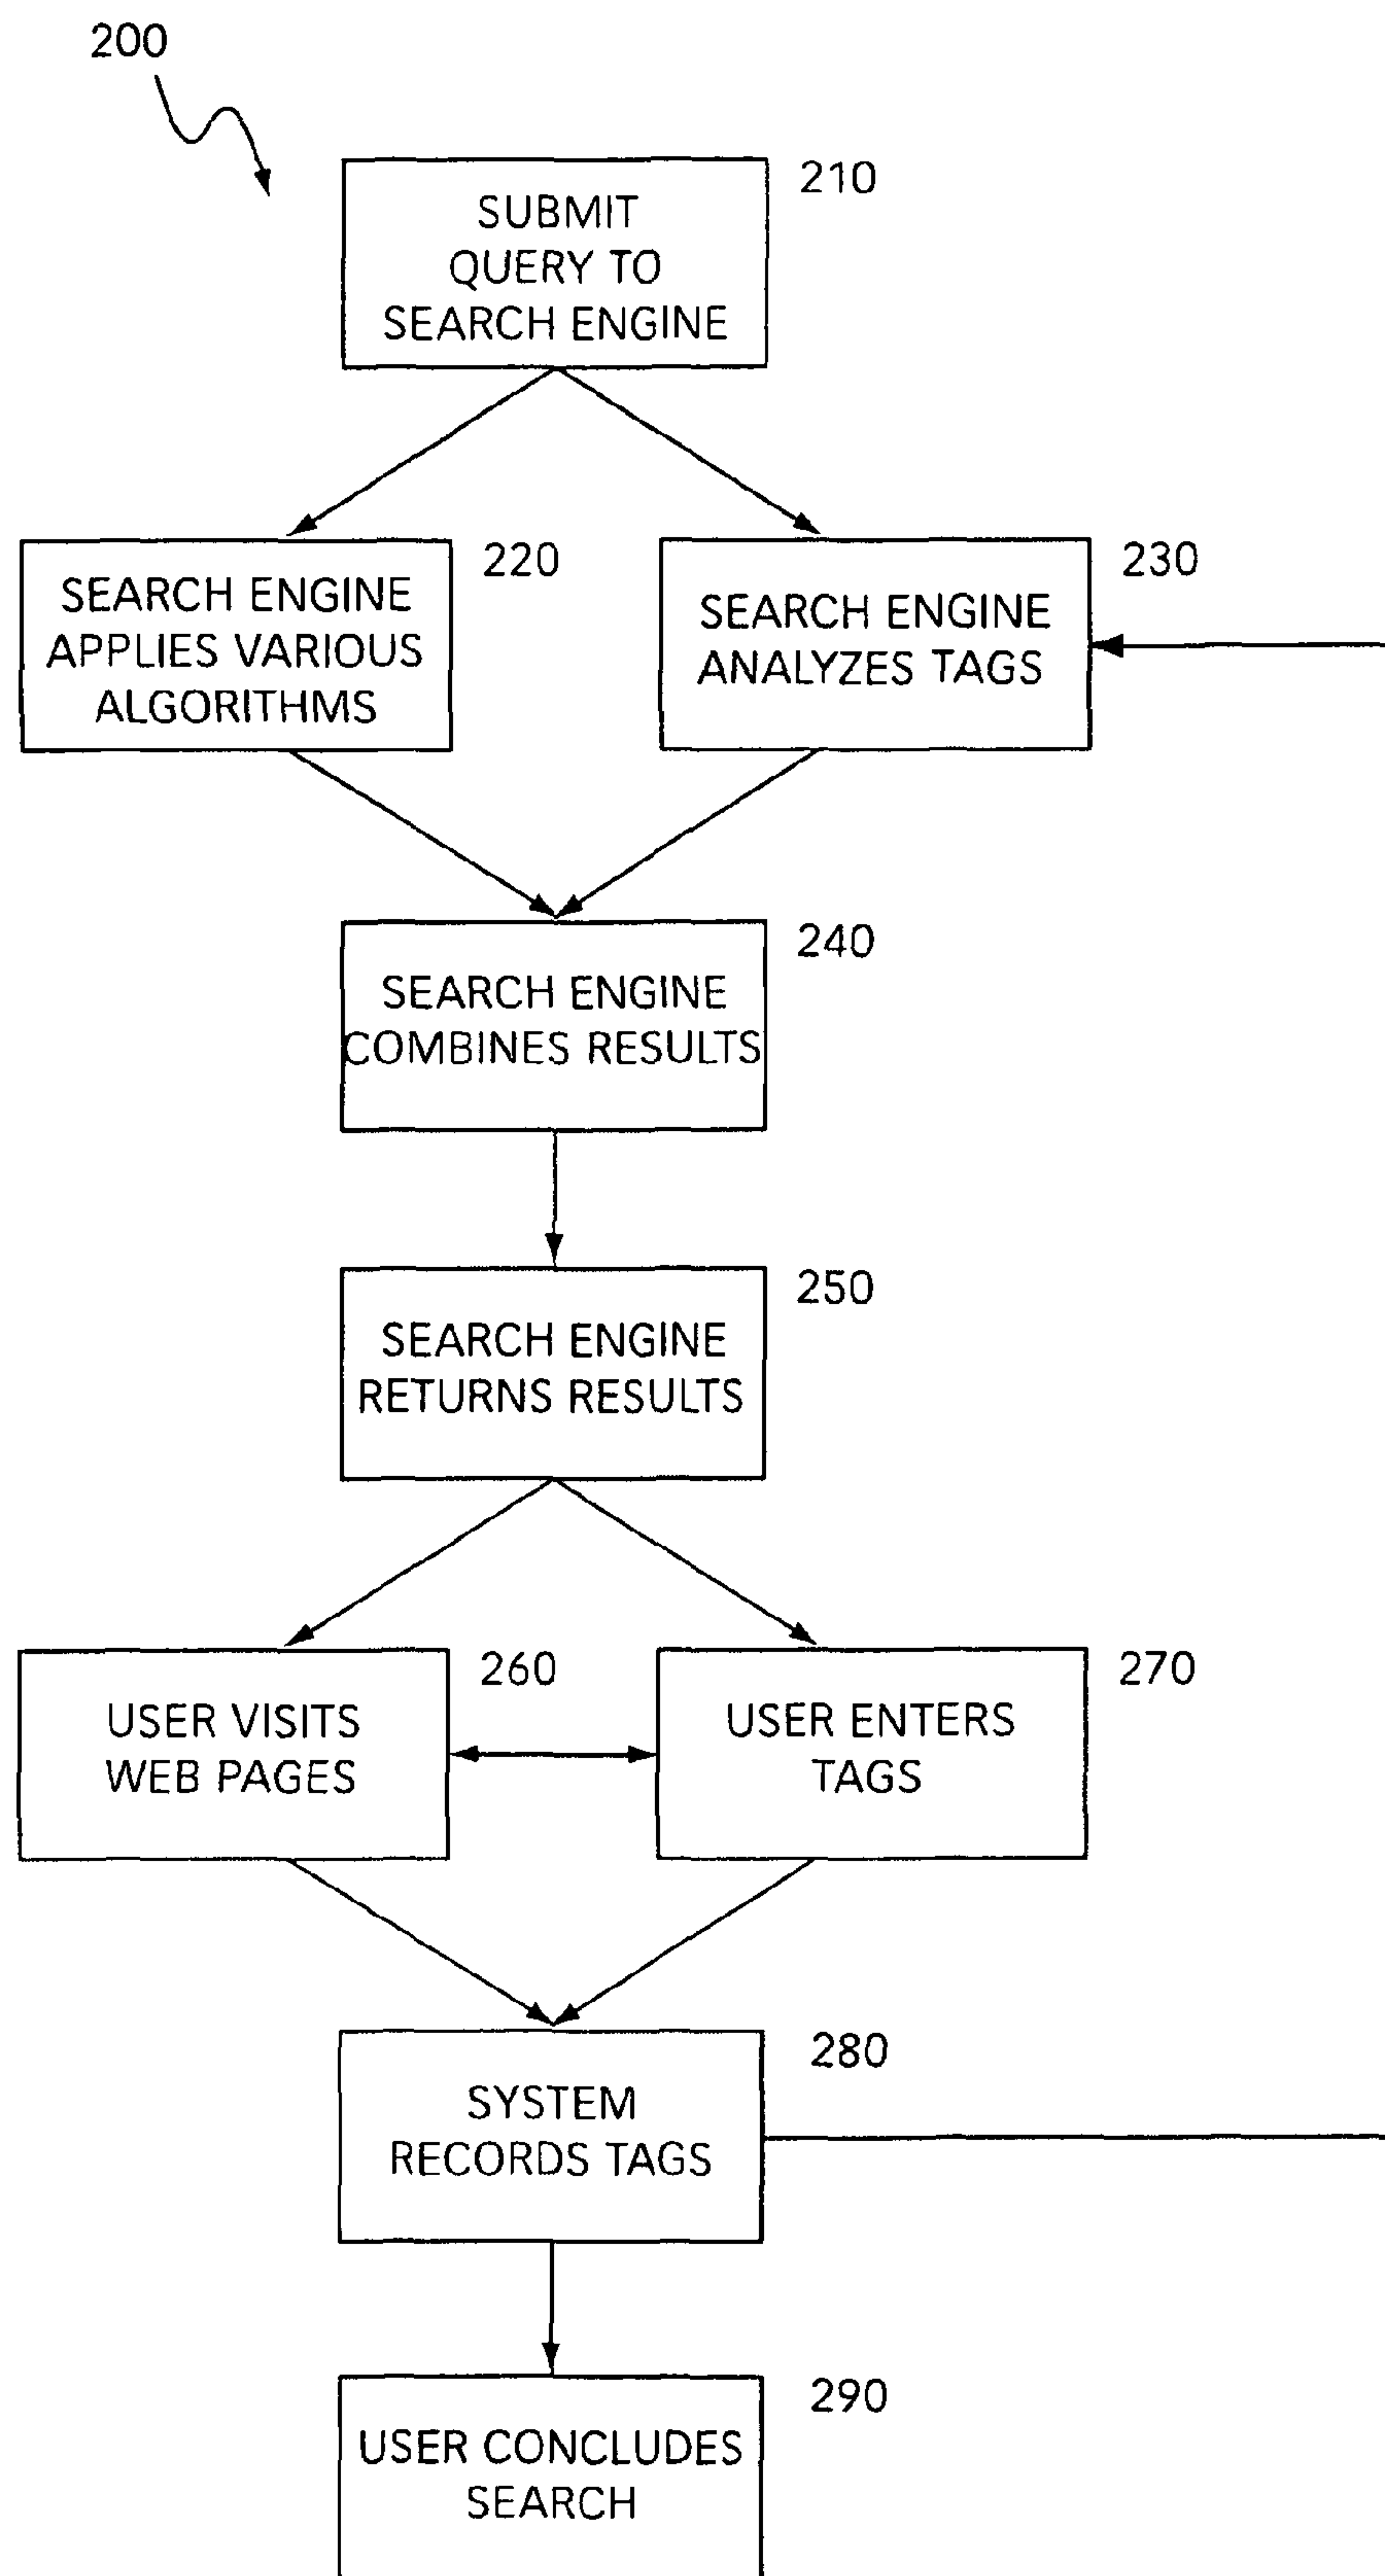 200
210
SUBMIT
QUERY TO
SEARCH ENGINE
220
SEARCH ENGINE
APPLIES VARIOUS
ALGORITHMS
230
SEARCH ENGINE
ANALYZES TAGS
240
SEARCH ENGINE
COMBINES RESULTS
250
SEARCH ENGINE
RETURNS RESULTS
260
USER VISITS
WEB PAGES
270
USER ENTERS
TAGS
280
SYSTEM
RECORDS TAGS
290
USER CONCLUDES
SEARCH